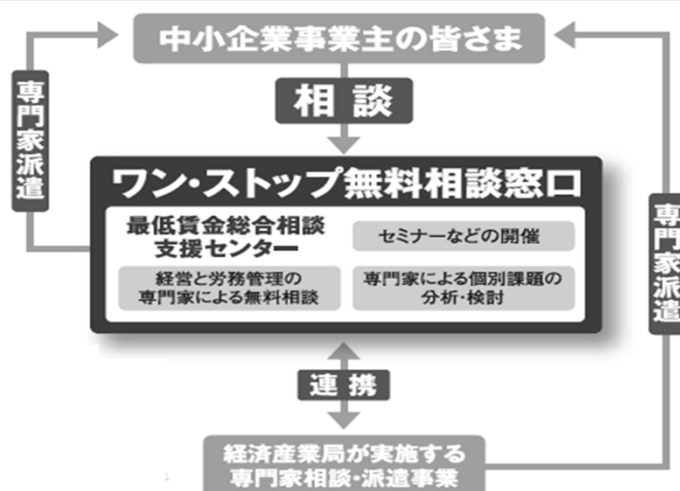 中小企業事業主の皆さま
専門家派遣
相談
ワン・ストップ無料相談窓口
最低賃金総合相談
支援センター
セミナーなどの開催
経営と労務管理の
専門家による無料相談
専門家による個別課題の
分析・検討
専門家派遣
連携
経済産業局が実施する
専門家相談・派遣事業